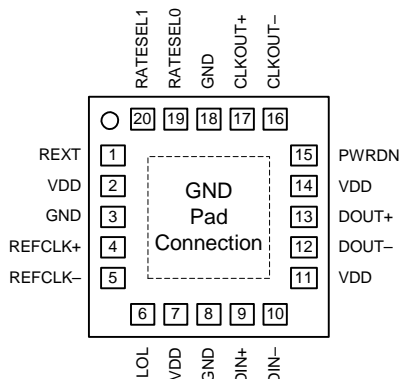 RATESEL1
RATESEL0
GND
CLKOUT+
CLKOUT–
20
19
18
17
16
REXT
1
VDD
2
GND
3
REFCLK+
4
REFCLK–
5
GND
Pad
Connection
15
PWRDN
14
VDD
13
DOUT+
12
DOUT–
11
VDD
6
7
8
9
10
LOL
VDD
GND
DIN+
DIN–